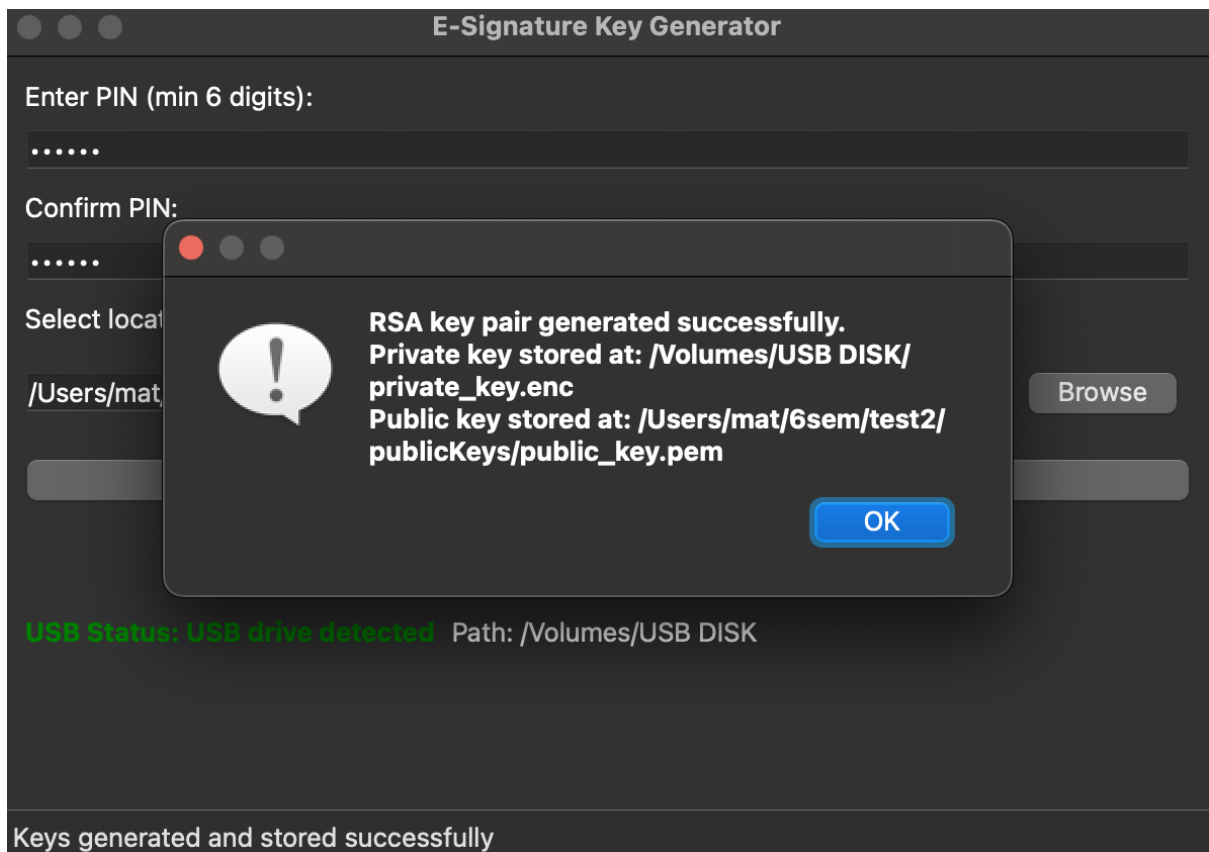 E-Signature Key Generator
Enter PIN (min 6 digits):
••••••
Confirm PIN:
••••••
Select locat
/Users/mat/
Browse
RSA key pair generated successfully.
Private key stored at: /Volumes/USB DISK/
private_key.enc
Public key stored at: /Users/mat/6sem/test2/
publicKeys/public_key.pem
OK
USB Status: USB drive detected Path: /Volumes/USB DISK
Keys generated and stored successfully